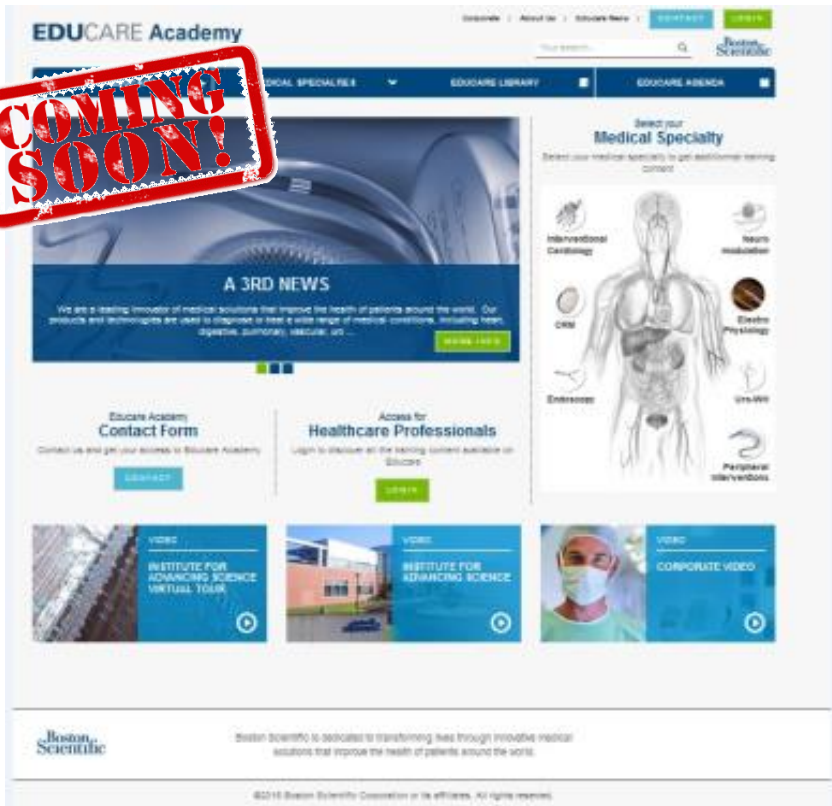 Corporate | About Us | Educare News | CONTACT LOGIN
EDUCARE Academy
Your search...
Boston
Scientific
COMING
SOON!
MEDICAL SPECIALTIES EDUCARE LIBRARY EDUCARE AGENDA
Select your
Medical Specialty
Select your medical specialty to get additionnal training
content
Interventional
Cardiology
Neuro
modulation
CRM
Electro
Physiology
Endoscopy
Uro-WH
Peripheral
Interventions
A 3RD NEWS
We are a leading innovator of medical solutions that improve the health of patients around the world. Our
products and technologies are used to diagnose or treat a wide range of medical conditions, including heart,
digestive, pulmonary, vascular, uro ...
MORE INFO
Educare Academy
Contact Form
Contact us and get your access to Educare Academy
CONTACT
Access for
Healthcare Professionals
Login to discover all the training content available on
Educare
LOGIN
VIDEO
INSTITUTE FOR
ADVANCING SCIENCE
VIRTUAL TOUR
VIDEO
INSTITUTE FOR
ADVANCING SCIENCE
VIDEO
CORPORATE VIDEO
Boston
Scientific
Boston Scientific is dedicated to transforming lives through innovative medical
solutions that improve the health of patients around the world.
©2016 Boston Scientific Corporation or its affiliates. All rights reserved.